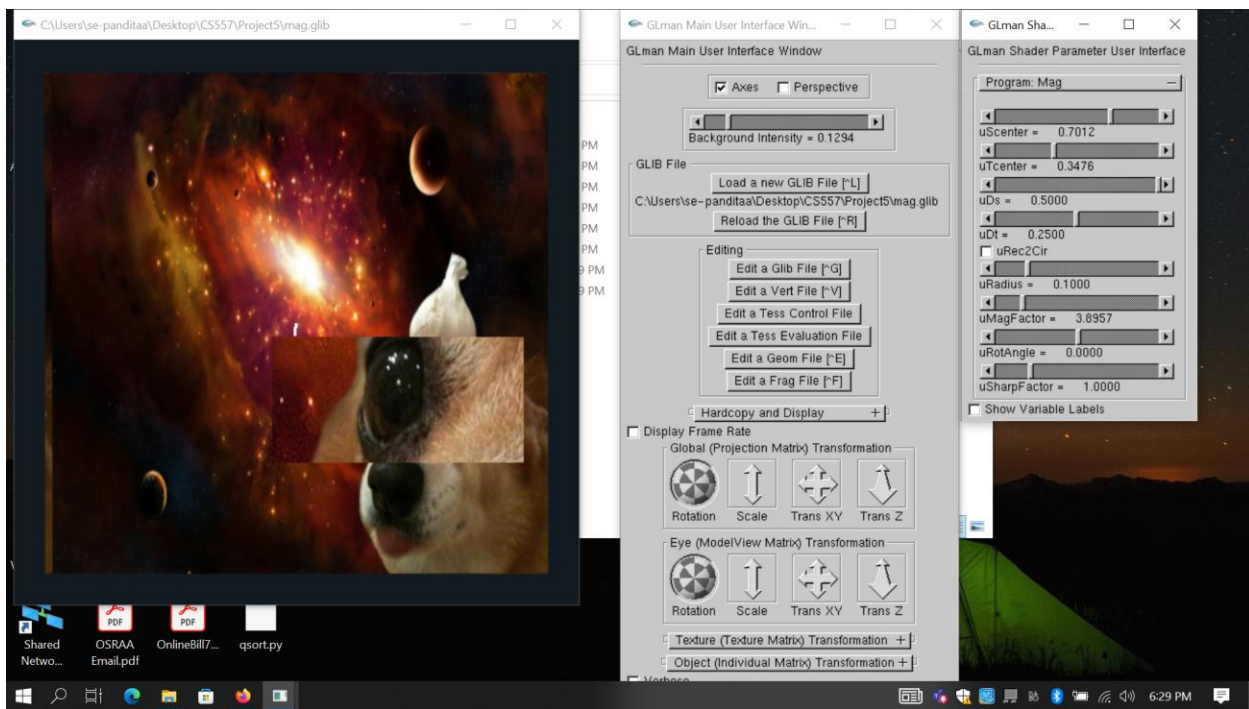 C:\Users\se-panditaa\Desktop\CS557\Project5\mag.glib
PM
PM
PM
PM
PM
9 PM
9 PM
GLman Main User Interface Win...
GLman Main User Interface Window
Axes
Perspective
Background Intensity = 0.1294
GLIB File
Load a new GLIB File [^L]
C:\Users\se-panditaa\Desktop\CS557\Project5\mag.glib
Reload the GLIB File [^R]
Editing
Edit a Glib File [^G]
Edit a Vert File [^V]
Edit a Tess Control File
Edit a Tess Evaluation File
Edit a Geom File [^E]
Edit a Frag File [^F]
Hardcopy and Display +
Display Frame Rate
Global (Projection Matrix) Transformation
Rotation Scale Trans XY Trans Z
Eye (ModelView Matrix) Transformation
Rotation Scale Trans XY Trans Z
Texture (Texture Matrix) Transformation +
Object (Individual Matrix) Transformation +
Verbose
GLman Sha...
GLman Shader Parameter User Interface
Program: Mag
uScenter = 0.7012
uTcenter = 0.3476
uDs = 0.5000
uDt = 0.2500
uRec2Cir
uRadius = 0.1000
uMagFactor = 3.8957
uRotAngle = 0.0000
uSharpFactor = 1.0000
Show Variable Labels
PDF
PDF
Shared
Netwo...
OSRAA
Email.pdf
OnlineBill7...
qsort.py
6:29 PM